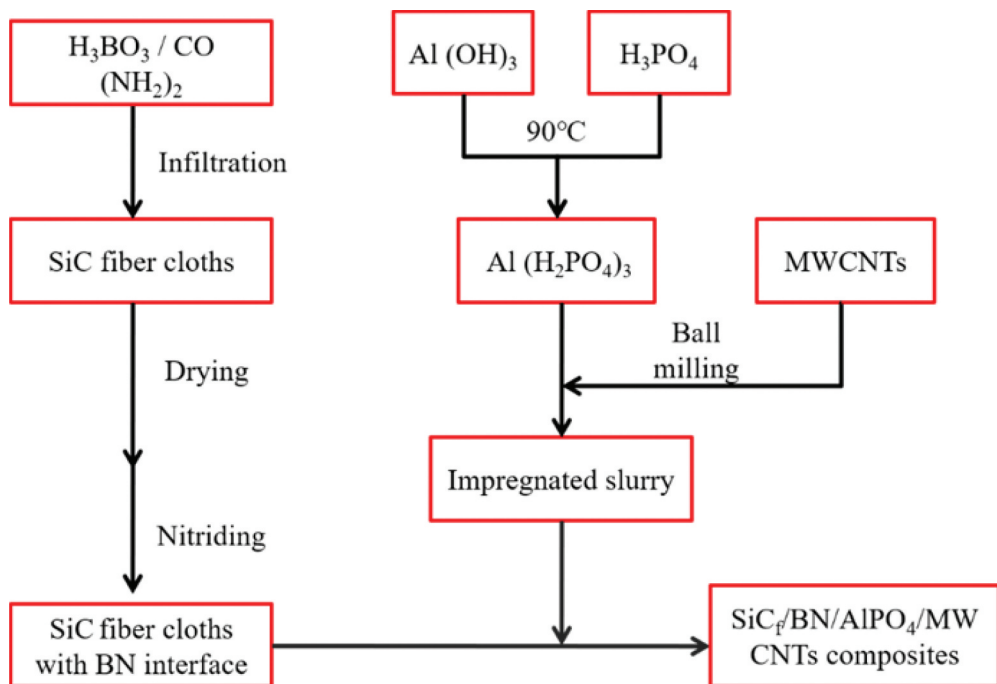 H₃BO₃ / CO
(NH₂)₂
Infiltration
SiC fiber cloths
Drying
Nitriding
SiC fiber cloths
with BN interface
Al (OH)₃
H₃PO₄
90℃
Al (H₂PO₄)₃
MWCNTs
Ball
milling
Impregnated slurry
SiC_f/BN/AlPO₄/MW
CNTs composites